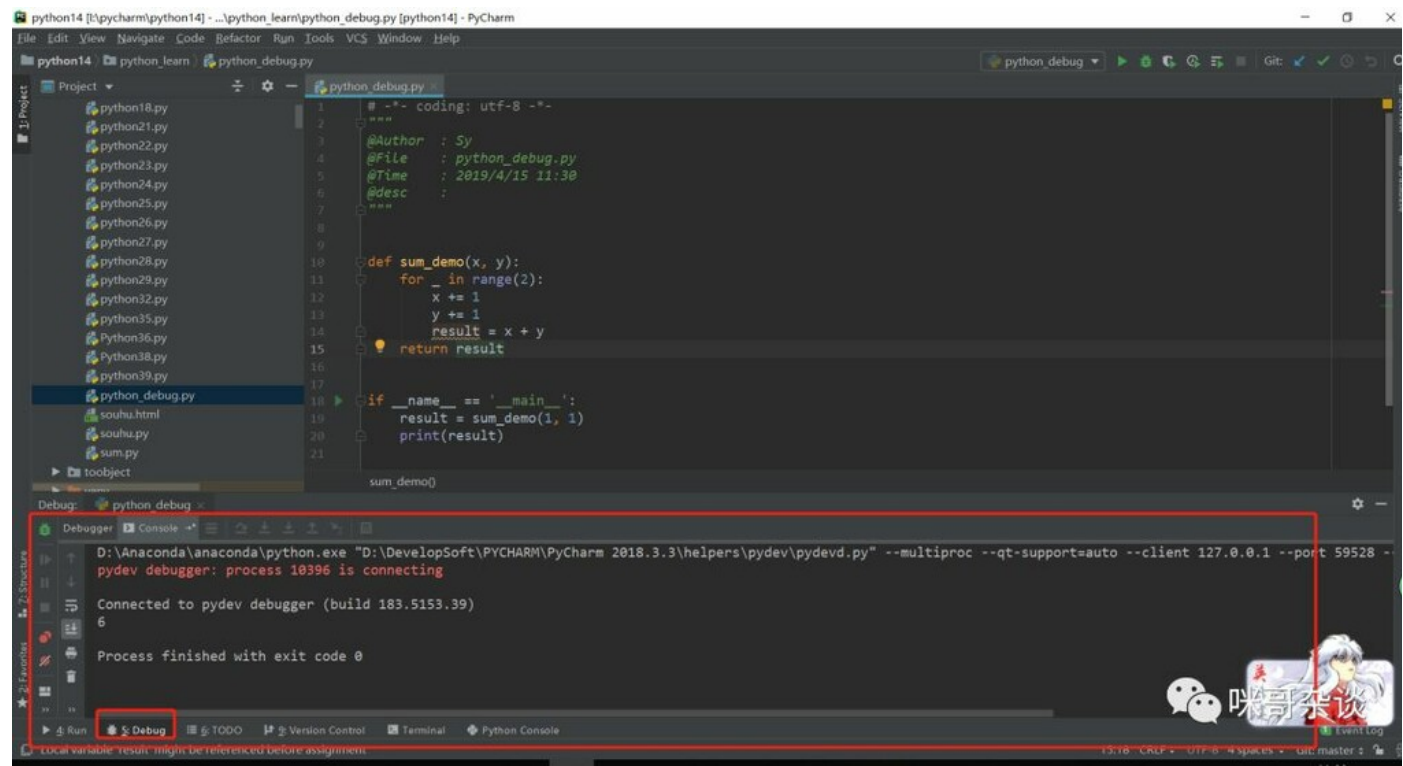 python14 [I:\pycharm\python14] - ...\python_learn\python_debug.py [python14] - PyCharm
File Edit View Navigate Code Refactor Run Tools VCS Window Help
python14 python_learn python_debug.py
python_debug
Git:
1: Project
Project
python_debug.py
python18.py
python21.py
python22.py
python23.py
python24.py
python25.py
python26.py
python27.py
python28.py
python29.py
python32.py
python35.py
Python36.py
Python38.py
python39.py
python_debug.py
souhu.html
souhu.py
sum.py
toobject
1 # -*- coding: utf-8 -*-
2 """
3 @Author : Sy
4 @File : python_debug.py
5 @Time : 2019/4/15 11:30
6 @desc :
7 """
8
9
10 def sum_demo(x, y):
11 for _ in range(2):
12 x += 1
13 y += 1
14 result = x + y
15 return result
16
17
18 if __name__ == '__main__':
19 result = sum_demo(1, 1)
20 print(result)
21
sum_demo()
Debug: python_debug
Debugger Console
D:\Anaconda\anaconda\python.exe "D:\DevelopSoft\PYCHARM\PyCharm 2018.3.3\helpers\pydev\pydevd.py" --multiproc --qt-support=auto --client 127.0.0.1 --port 59528 --
pydev debugger: process 10396 is connecting
Connected to pydev debugger (build 183.5153.39)
6
Process finished with exit code 0
Z: Structure
2: Favorites
英
咪哥杂谈
4: Run 5: Debug 6: TODO 9: Version Control Terminal Python Console
Event Log
Local variable 'result' might be referenced before assignment
15:18 CRLF UTF-8 4 spaces Git: master